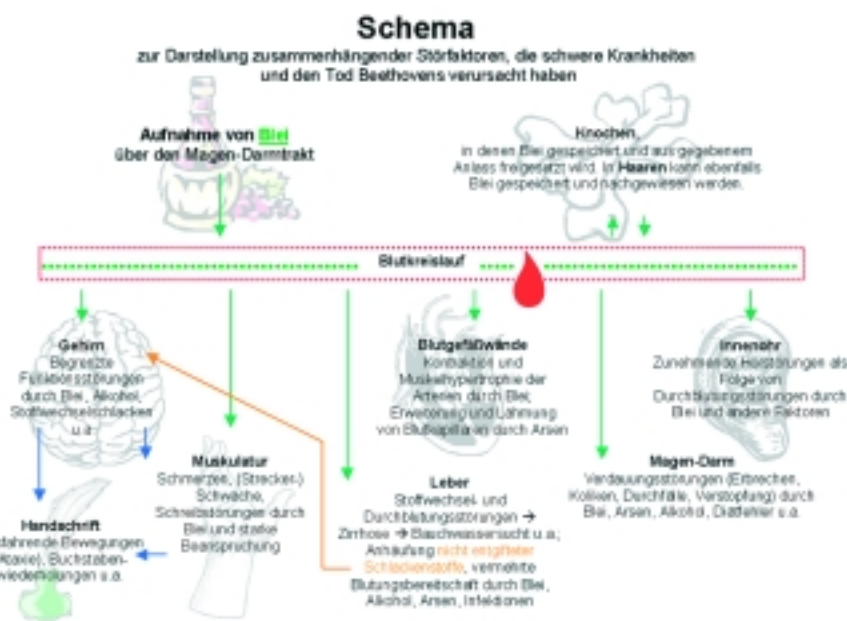 Schema
zur Darstellung zusammenhängender Störfaktoren, die schwere Krankheiten
und den Tod Beethovens verursacht haben
Aufnahme von Blei
über den Magen-Darmtrakt
Knochen,
in denen Blei gespeichert und aus gegebenem
Anlass freigesetzt wird. In Haaren kann ebenfalls
Blei gespeichert und nachgewiesen werden.
Blutkreislauf
Gehirn
Begrenzte
Funktionsstörungen
durch Blei, Alkohol,
Stoffwechselschlacken
u.a.
Blutgefäßwände
Kontraktion und
Muskelhypertrophie der
Arterien durch Blei;
Erweiterung und Lähmung
von Blutkapillaren durch Arsen
Innenohr
Zunehmende Hörstörungen als
Folge von
Durchblutungsstörungen durch
Blei und andere Faktoren
Muskulatur
Schmerzen, (Strecker-)
Schwäche,
Schreibstörungen durch
Blei und starke
Beanspruchung
Leber
Stoffwechsel- und
Durchblutungsstörungen →
Zirrhose → Bauchwassersucht u.a.;
Anhäufung nicht entgifteter
Schlackenstoffe, vermehrte
Blutungsbereitschaft durch Blei,
Alkohol, Arsen, Infektionen
Magen-Darm
Verdauungsstörungen (Erbrechen,
Koliken, Durchfälle, Verstopfung) durch
Blei, Arsen, Alkohol, Diätfehler u.a.
Handschrift
fahrende Bewegungen
taxie), Buchstaben-
wiederholungen u.a.